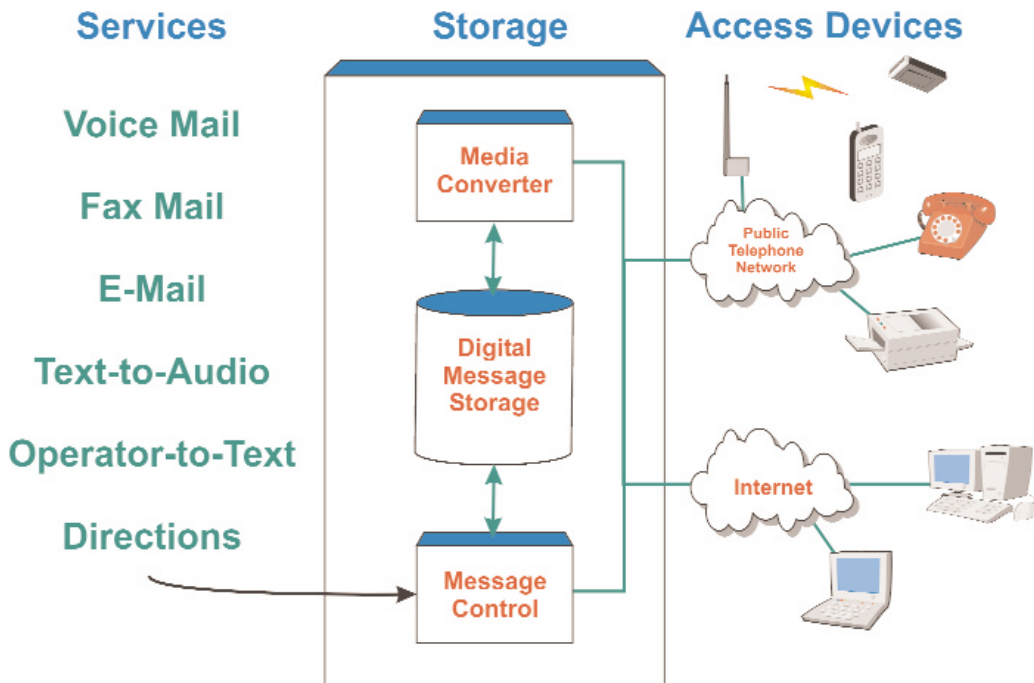 Services
Storage
Access Devices
Voice Mail
Fax Mail
E-Mail
Text-to-Audio
Operator-to-Text
Directions
Media
Converter
Digital
Message
Storage
Message
Control
Public
Telephone
Network
Internet